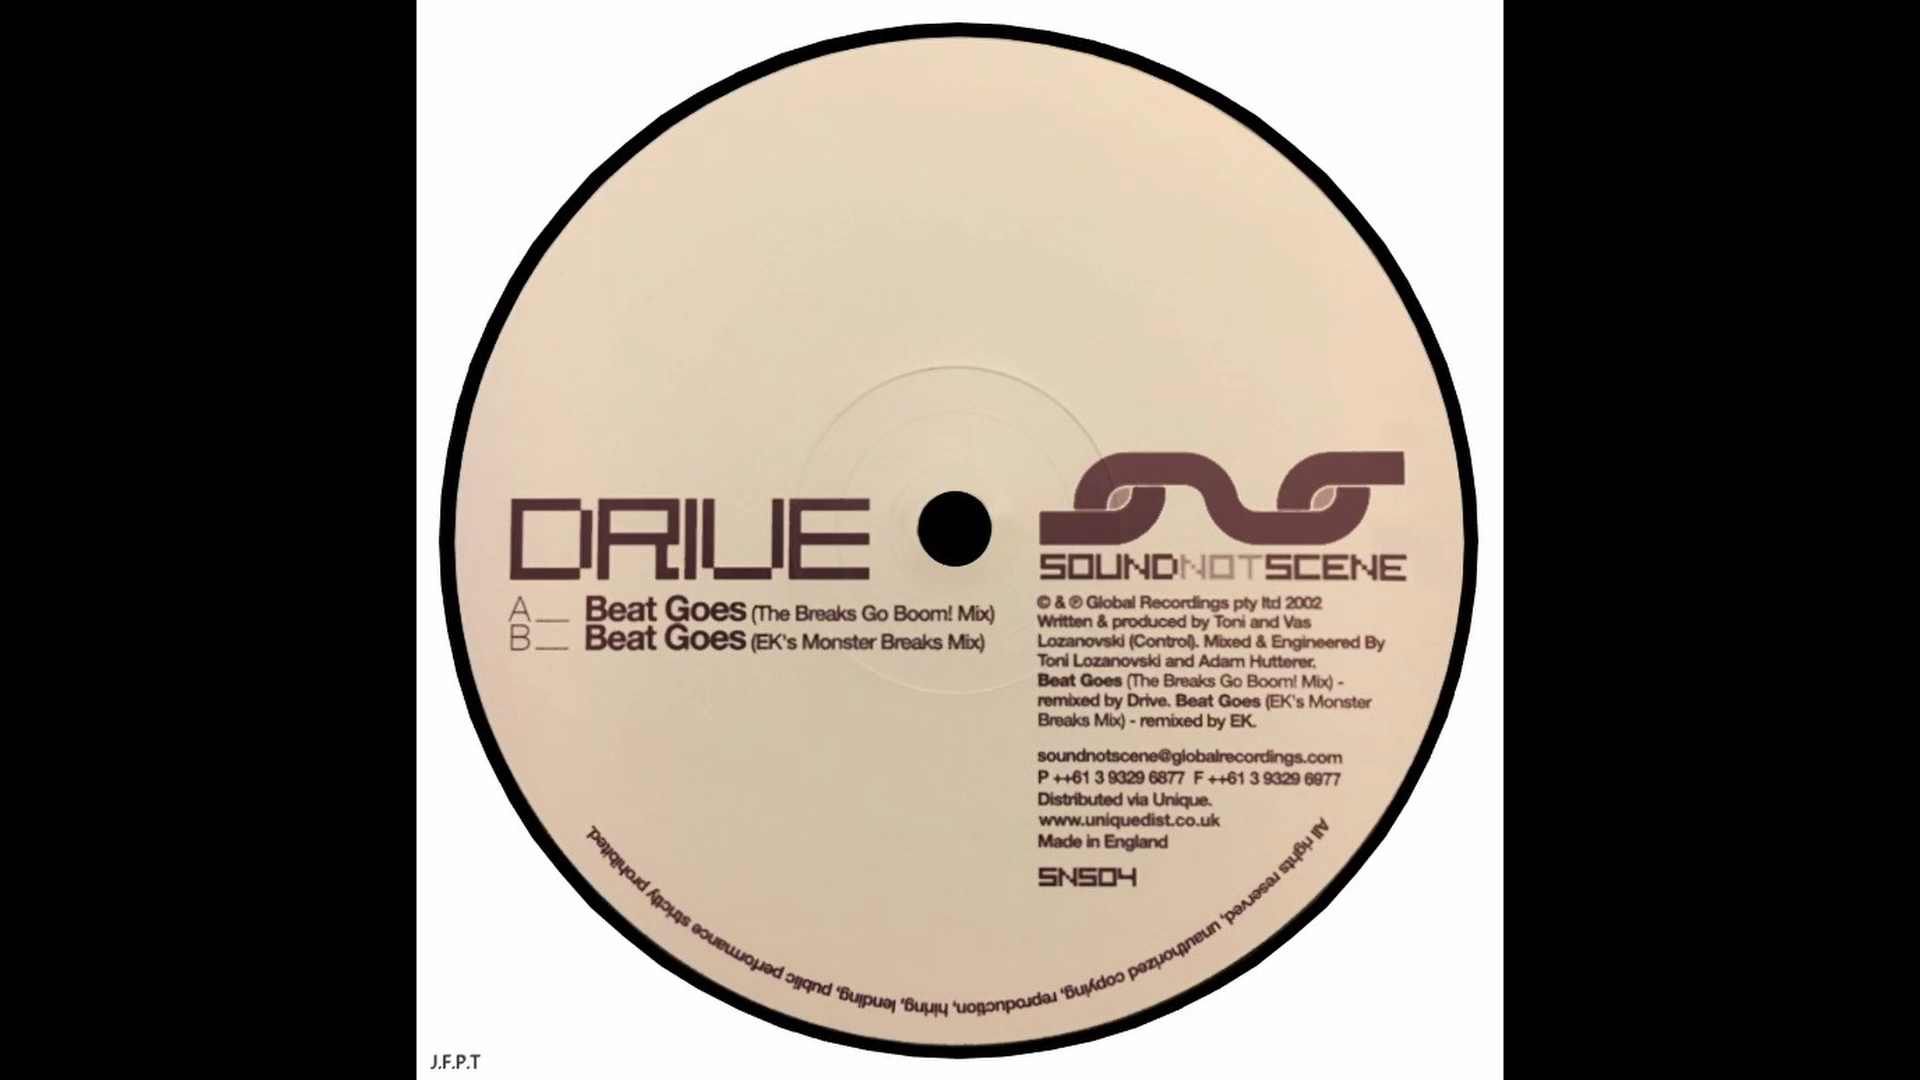 DRIVE
A__ Beat Goes (The Breaks Go Boom! Mix)
B__ Beat Goes (EK's Monster Breaks Mix)
SOUNDNOTSCENE
© & ℗ Global Recordings pty ltd 2002
Written & produced by Toni and Vas
Lozanovski (Control). Mixed & Engineered By
Toni Lozanovski and Adam Hutterer.
Beat Goes (The Breaks Go Boom! Mix) -
remixed by Drive. Beat Goes (EK's Monster
Breaks Mix) - remixed by EK.
soundnotscene@globalrecordings.com
P ++61 3 9329 6877 F ++61 3 9329 6977
Distributed via Unique.
www.uniquedist.co.uk
Made in England
SNS04
All rights reserved, unauthorized copying, reproduction, hiring, lending, public performance strictly prohibited.
J.F.P.T